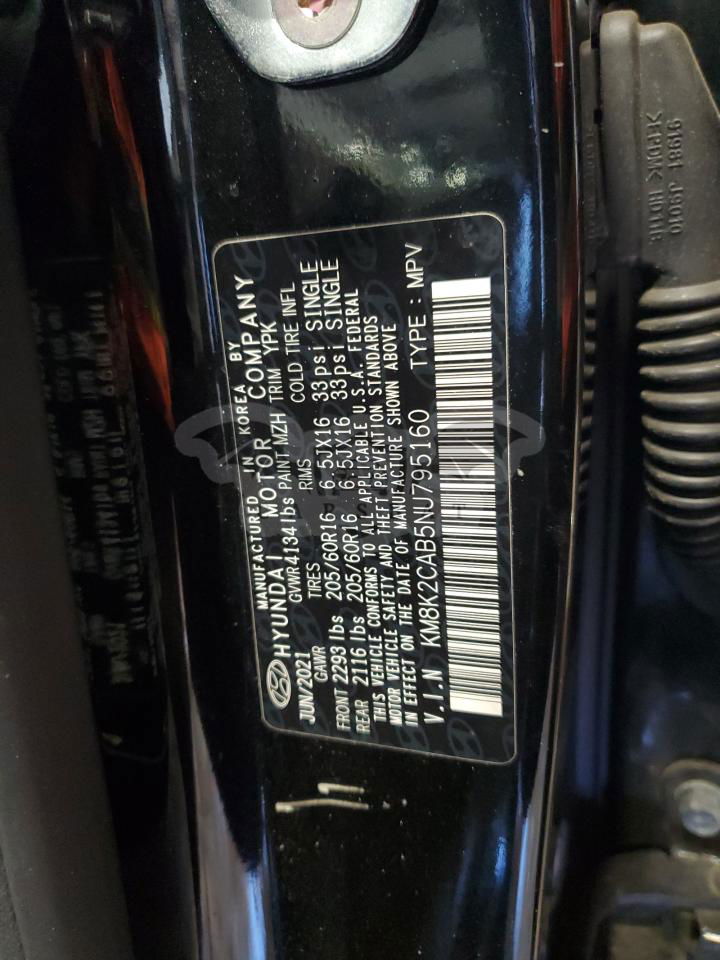 MANUFACTURED IN KOREA BY
HYUNDAI MOTOR COMPANY
JUN/2021 GVWR 4134 lbs PAINT MZH TRIM YPK
GAWR TIRES RIMS COLD TIRE INFL
FRONT 2293 lbs 205/60R16 6.5JX16 33psi SINGLE
REAR 2116 lbs 205/60R16 6.5JX16 33psi SINGLE
THIS VEHICLE CONFORMS TO ALL APPLICABLE U.S.A. FEDERAL
MOTOR VEHICLE SAFETY AND THEFT PREVENTION STANDARDS
IN EFFECT ON THE DATE OF MANUFACTURE SHOWN ABOVE
V.I.N KM8K2CAB5NU795160 TYPE : MPV
91981 J9010